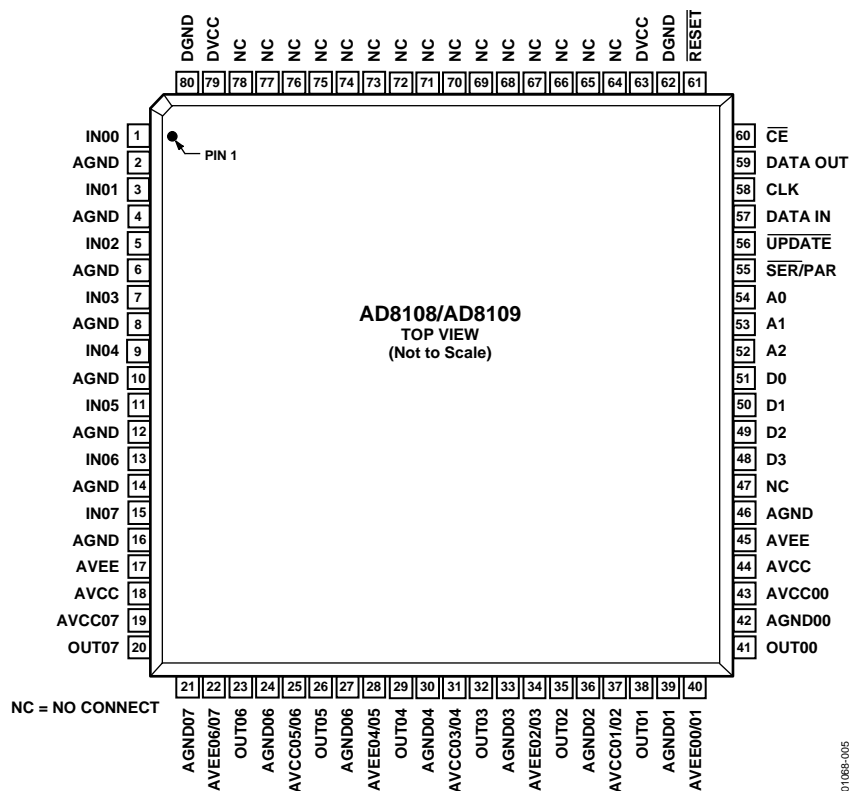 DGND DVCC NC NC NC NC NC NC NC NC NC NC NC NC NC NC NC DVCC DGND RESET
80 79 78 77 76 75 74 73 72 71 70 69 68 67 66 65 64 63 62 61
IN00 1
AGND 2
IN01 3
AGND 4
IN02 5
AGND 6
IN03 7
AGND 8
IN04 9
AGND 10
IN05 11
AGND 12
IN06 13
AGND 14
IN07 15
AGND 16
AVEE 17
AVCC 18
AVCC07 19
OUT07 20
PIN 1
AD8108/AD8109
TOP VIEW
(Not to Scale)
60 CE
59 DATA OUT
58 CLK
57 DATA IN
56 UPDATE
55 SER/PAR
54 A0
53 A1
52 A2
51 D0
50 D1
49 D2
48 D3
47 NC
46 AGND
45 AVEE
44 AVCC
43 AVCC00
42 AGND00
41 OUT00
21 22 23 24 25 26 27 28 29 30 31 32 33 34 35 36 37 38 39 40
AGND07 AVEE06/07 OUT06 AGND06 AVCC05/06 OUT05 AGND06 AVEE04/05 OUT04 AGND04 AVCC03/04 OUT03 AGND03 AVEE02/03 OUT02 AGND02 AVCC01/02 OUT01 AGND01 AVEE00/01
NC = NO CONNECT
01068-005